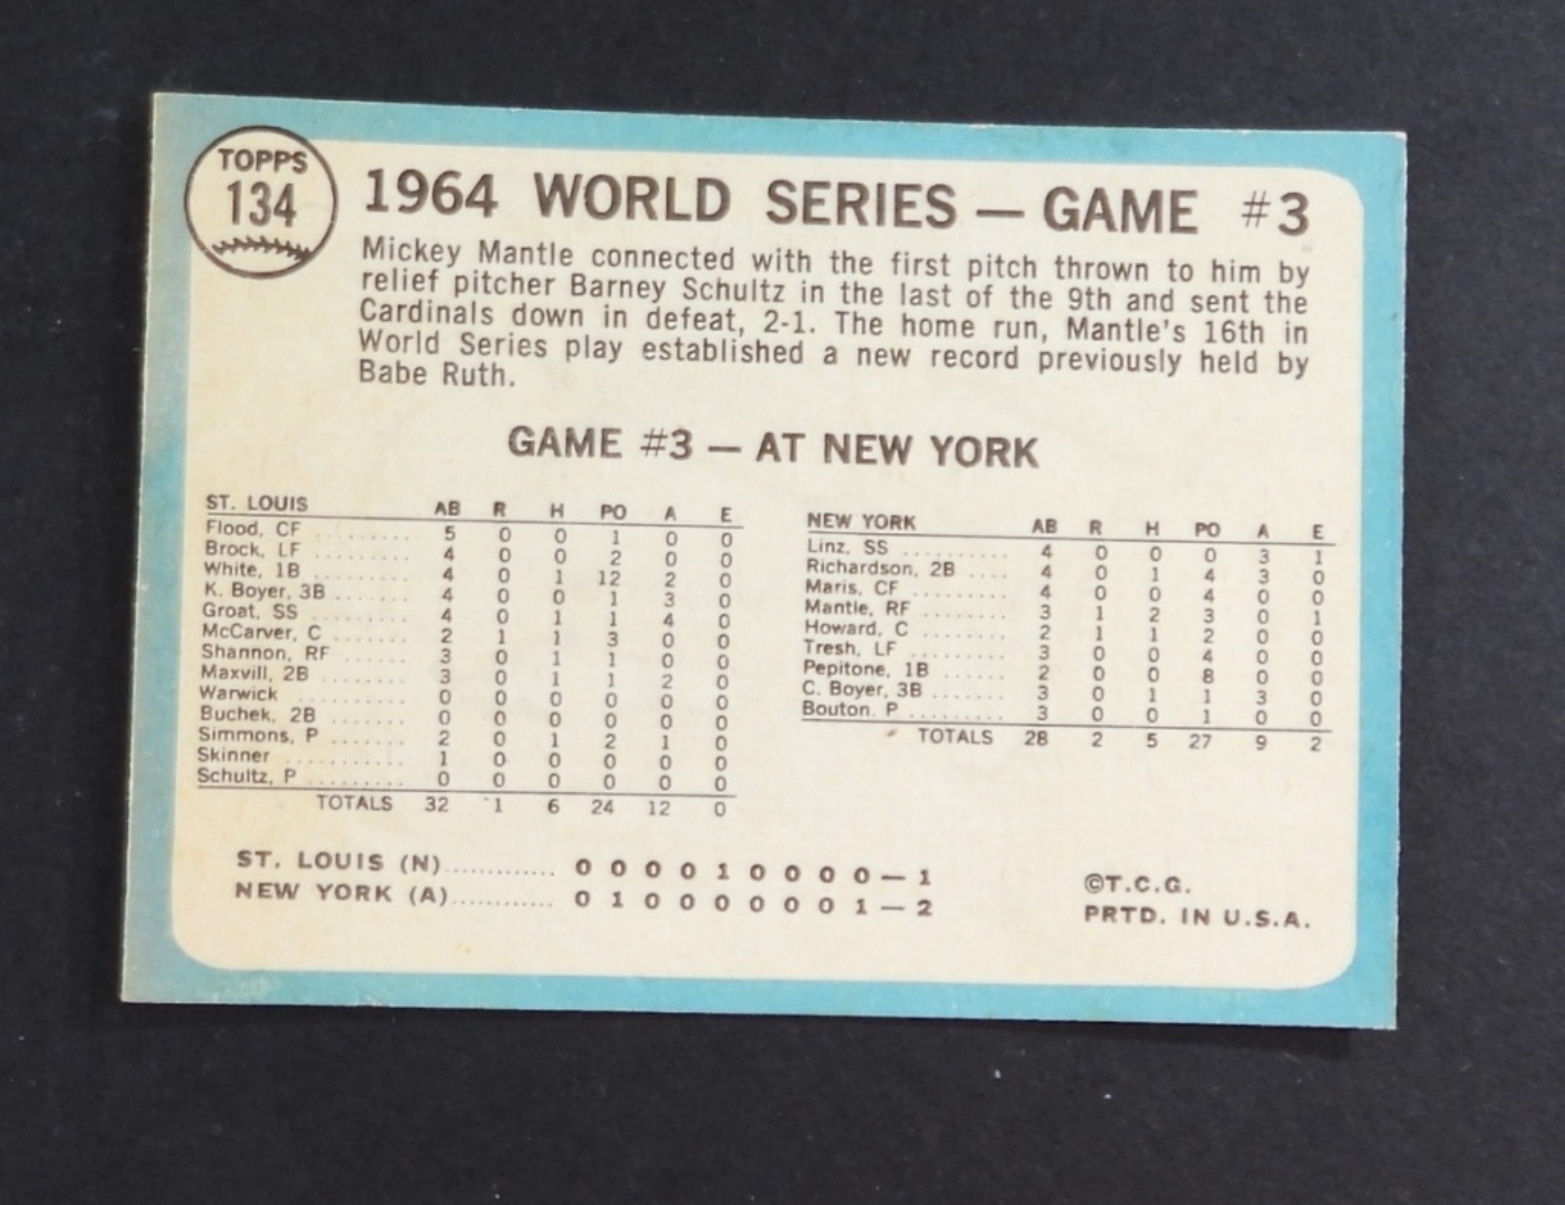 TOPPS
134
1964 WORLD SERIES — GAME #3
Mickey Mantle connected with the first pitch thrown to him by
relief pitcher Barney Schultz in the last of the 9th and sent the
Cardinals down in defeat, 2-1. The home run, Mantle's 16th in
World Series play established a new record previously held by
Babe Ruth.
GAME #3 — AT NEW YORK
ST. LOUIS AB R H PO A E
Flood, CF .......... 5 0 0 1 0 0
Brock, LF .......... 4 0 0 2 0 0
White, 1B .......... 4 0 1 12 2 0
K. Boyer, 3B ........ 4 0 0 1 3 0
Groat, SS .......... 4 0 1 1 4 0
McCarver, C ........ 2 1 1 3 0 0
Shannon, RF ....... 3 0 1 1 0 0
Maxvill, 2B ......... 3 0 1 1 2 0
Warwick ........... 0 0 0 0 0 0
Buchek, 2B ........ 0 0 0 0 0 0
Simmons, P ........ 2 0 1 2 1 0
Skinner ............ 1 0 0 0 0 0
Schultz, P .......... 0 0 0 0 0 0
TOTALS 32 1 6 24 12 0
NEW YORK AB R H PO A E
Linz, SS ........... 4 0 0 0 3 1
Richardson, 2B .... 4 0 1 4 3 0
Maris, CF .......... 4 0 0 4 0 0
Mantle, RF ......... 3 1 2 3 0 1
Howard, C ......... 2 1 1 2 0 0
Tresh, LF .......... 3 0 0 4 0 0
Pepitone, 1B ....... 2 0 0 8 0 0
C. Boyer, 3B ....... 3 0 1 1 3 0
Bouton. P .......... 3 0 0 1 0 0
TOTALS 28 2 5 27 9 2
ST. LOUIS (N)............. 0 0 0 0 1 0 0 0 0 — 1
NEW YORK (A)............ 0 1 0 0 0 0 0 0 1 — 2
©T.C.G.
PRTD. IN U.S.A.